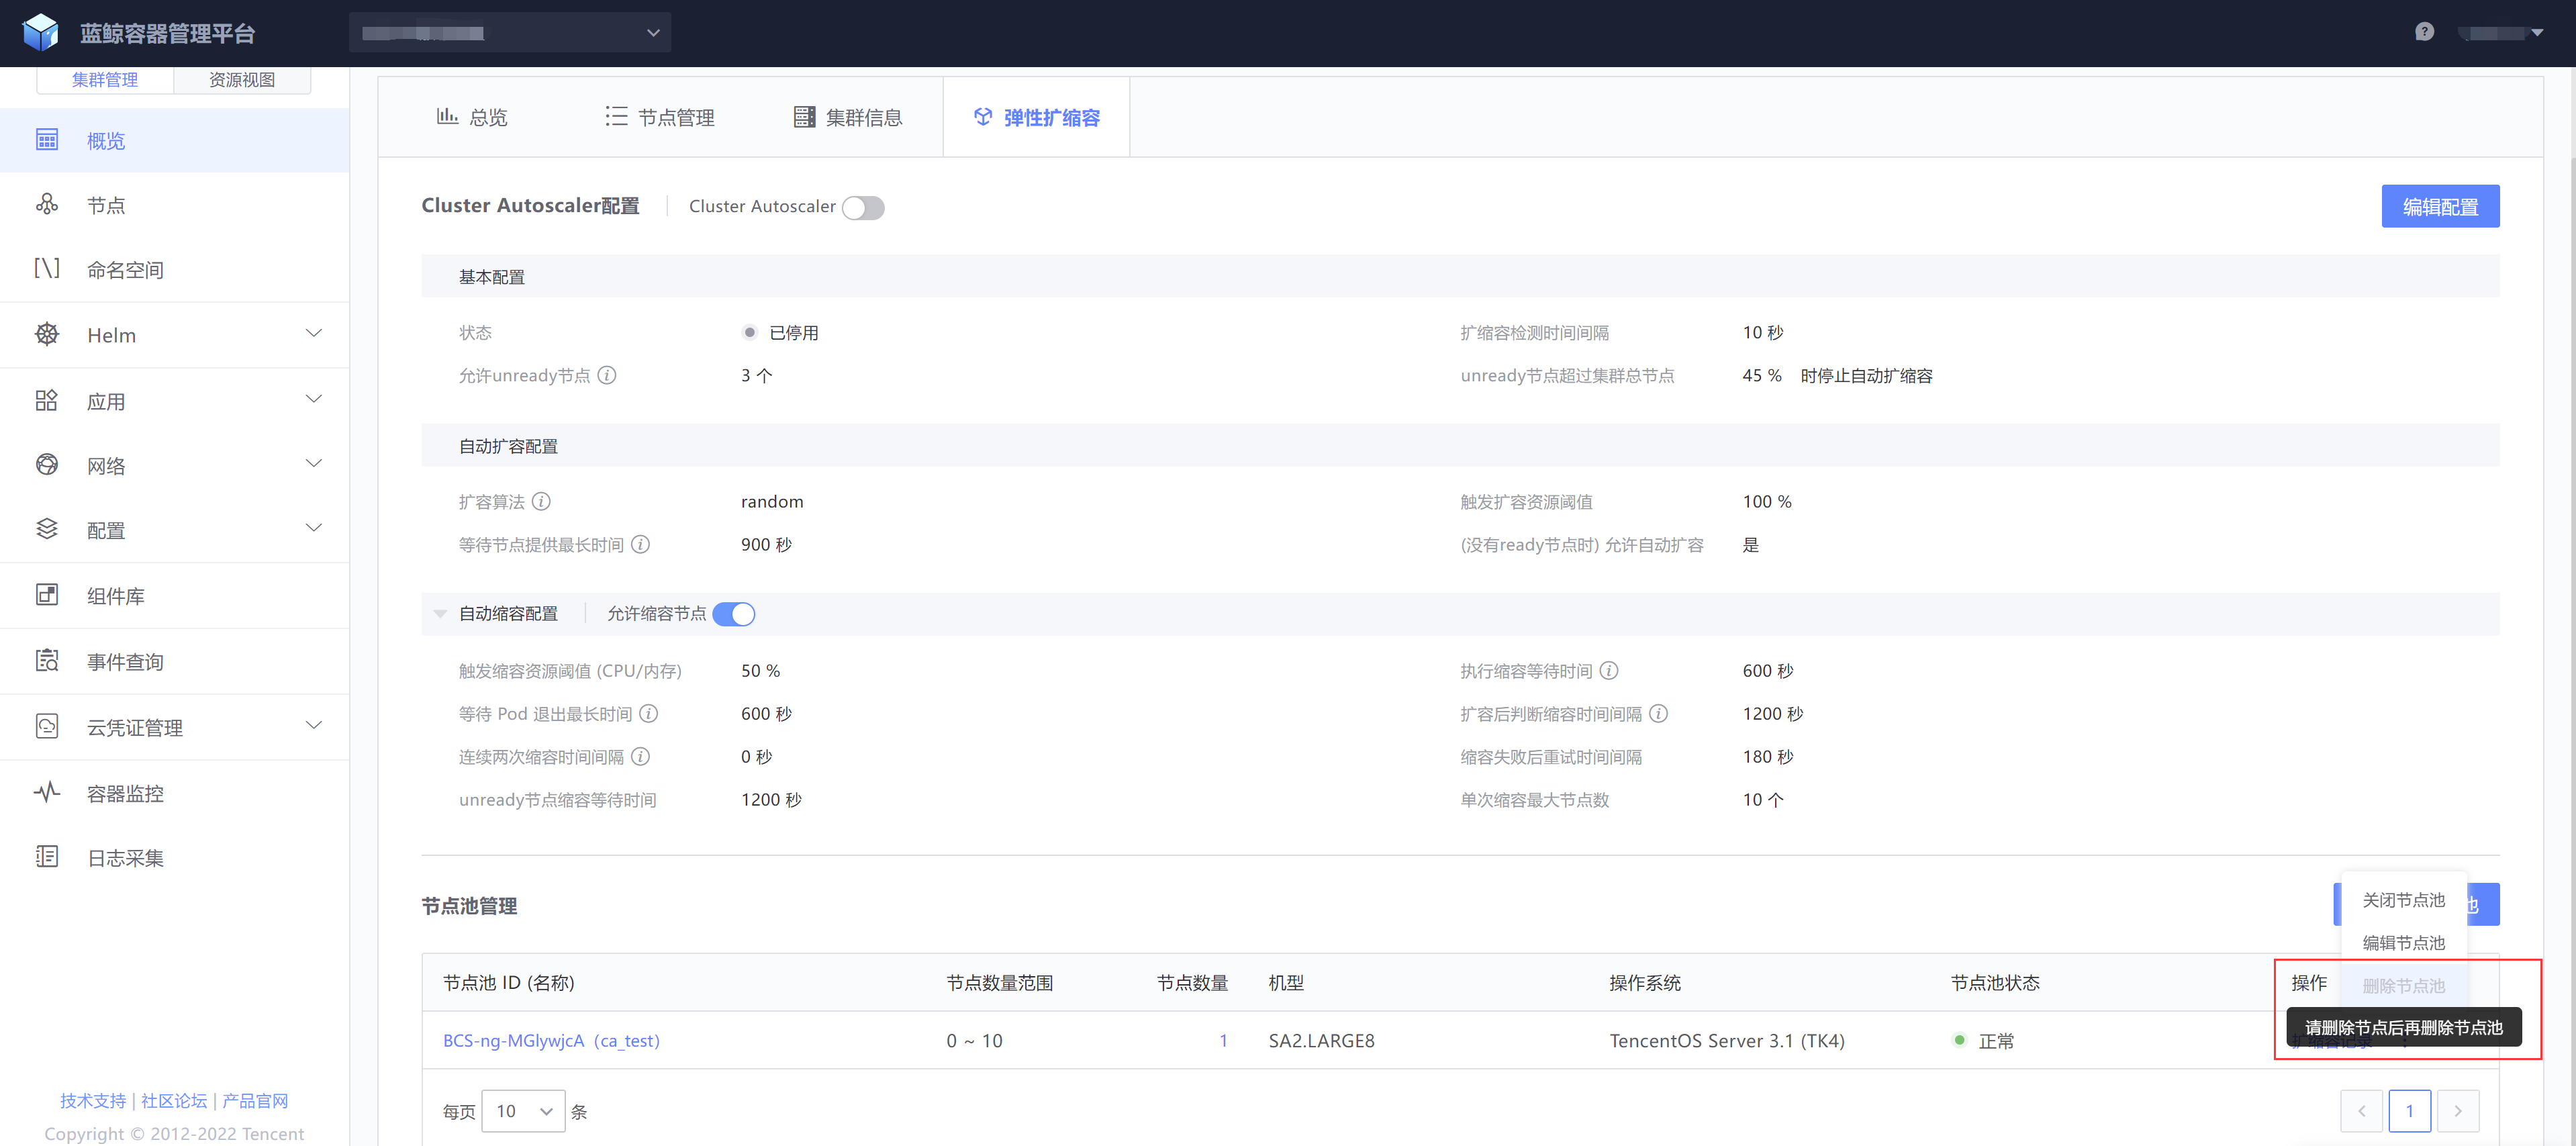 蓝鲸容器管理平台
集群管理 资源视图
概览
节点
命名空间
Helm
应用
网络
配置
组件库
事件查询
云凭证管理
容器监控
日志采集
技术支持 | 社区论坛 | 产品官网
Copyright © 2012-2022 Tencent
总览 节点管理 集群信息 弹性扩缩容
Cluster Autoscaler配置 Cluster Autoscaler 编辑配置
基本配置
状态 已停用 扩缩容检测时间间隔 10 秒
允许unready节点 3 个 unready节点超过集群总节点 45 % 时停止自动扩缩容
自动扩容配置
扩容算法 random 触发扩容资源阈值 100 %
等待节点提供最长时间 900 秒 (没有ready节点时) 允许自动扩容 是
自动缩容配置 允许缩容节点
触发缩容资源阈值 (CPU/内存) 50 % 执行缩容等待时间 600 秒
等待 Pod 退出最长时间 600 秒 扩容后判断缩容时间间隔 1200 秒
连续两次缩容时间间隔 0 秒 缩容失败后重试时间间隔 180 秒
unready节点缩容等待时间 1200 秒 单次缩容最大节点数 10 个
节点池管理
关闭节点池
编辑节点池
删除节点池
节点池 ID (名称) 节点数量范围 节点数量 机型 操作系统 节点池状态 操作
请删除节点后再删除节点池
BCS-ng-MGlywjcA（ca_test） 0 ~ 10 1 SA2.LARGE8 TencentOS Server 3.1 (TK4) 正常
每页 10 条 1